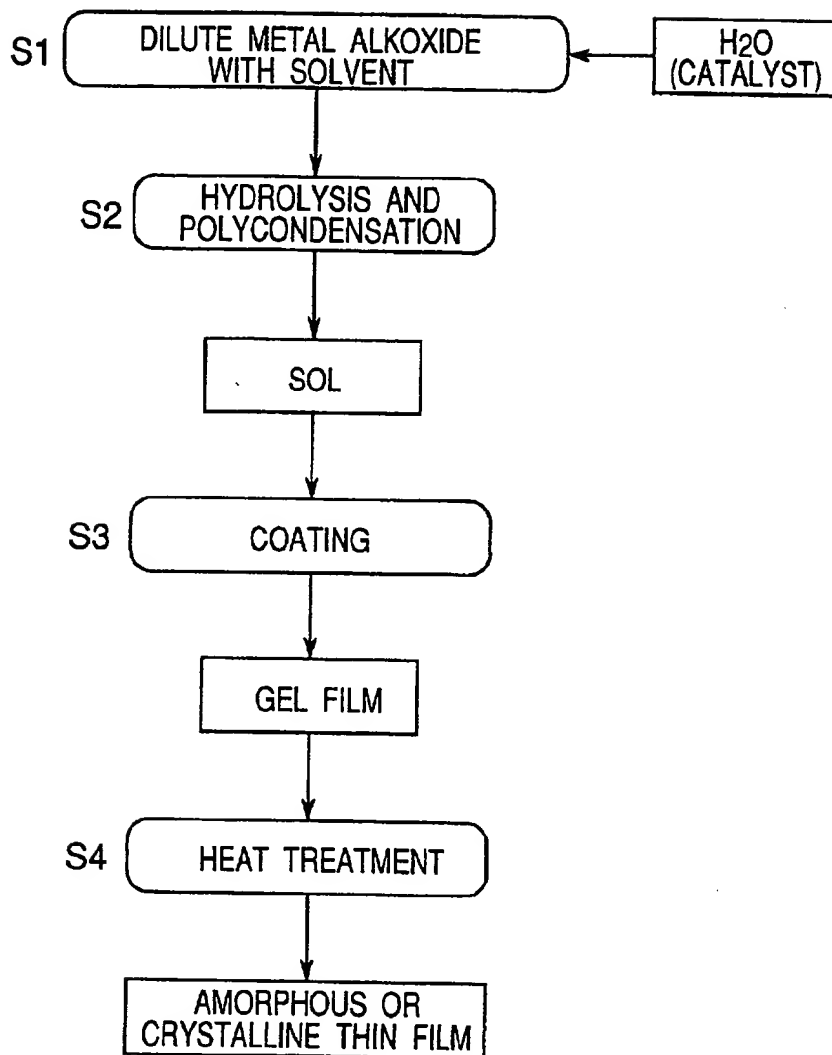 S1
DILUTE METAL ALKOXIDE
WITH SOLVENT
H2O
(CATALYST)
S2
HYDROLYSIS AND
POLYCONDENSATION
SOL
S3
COATING
GEL FILM
S4
HEAT TREATMENT
AMORPHOUS OR
CRYSTALLINE THIN FILM